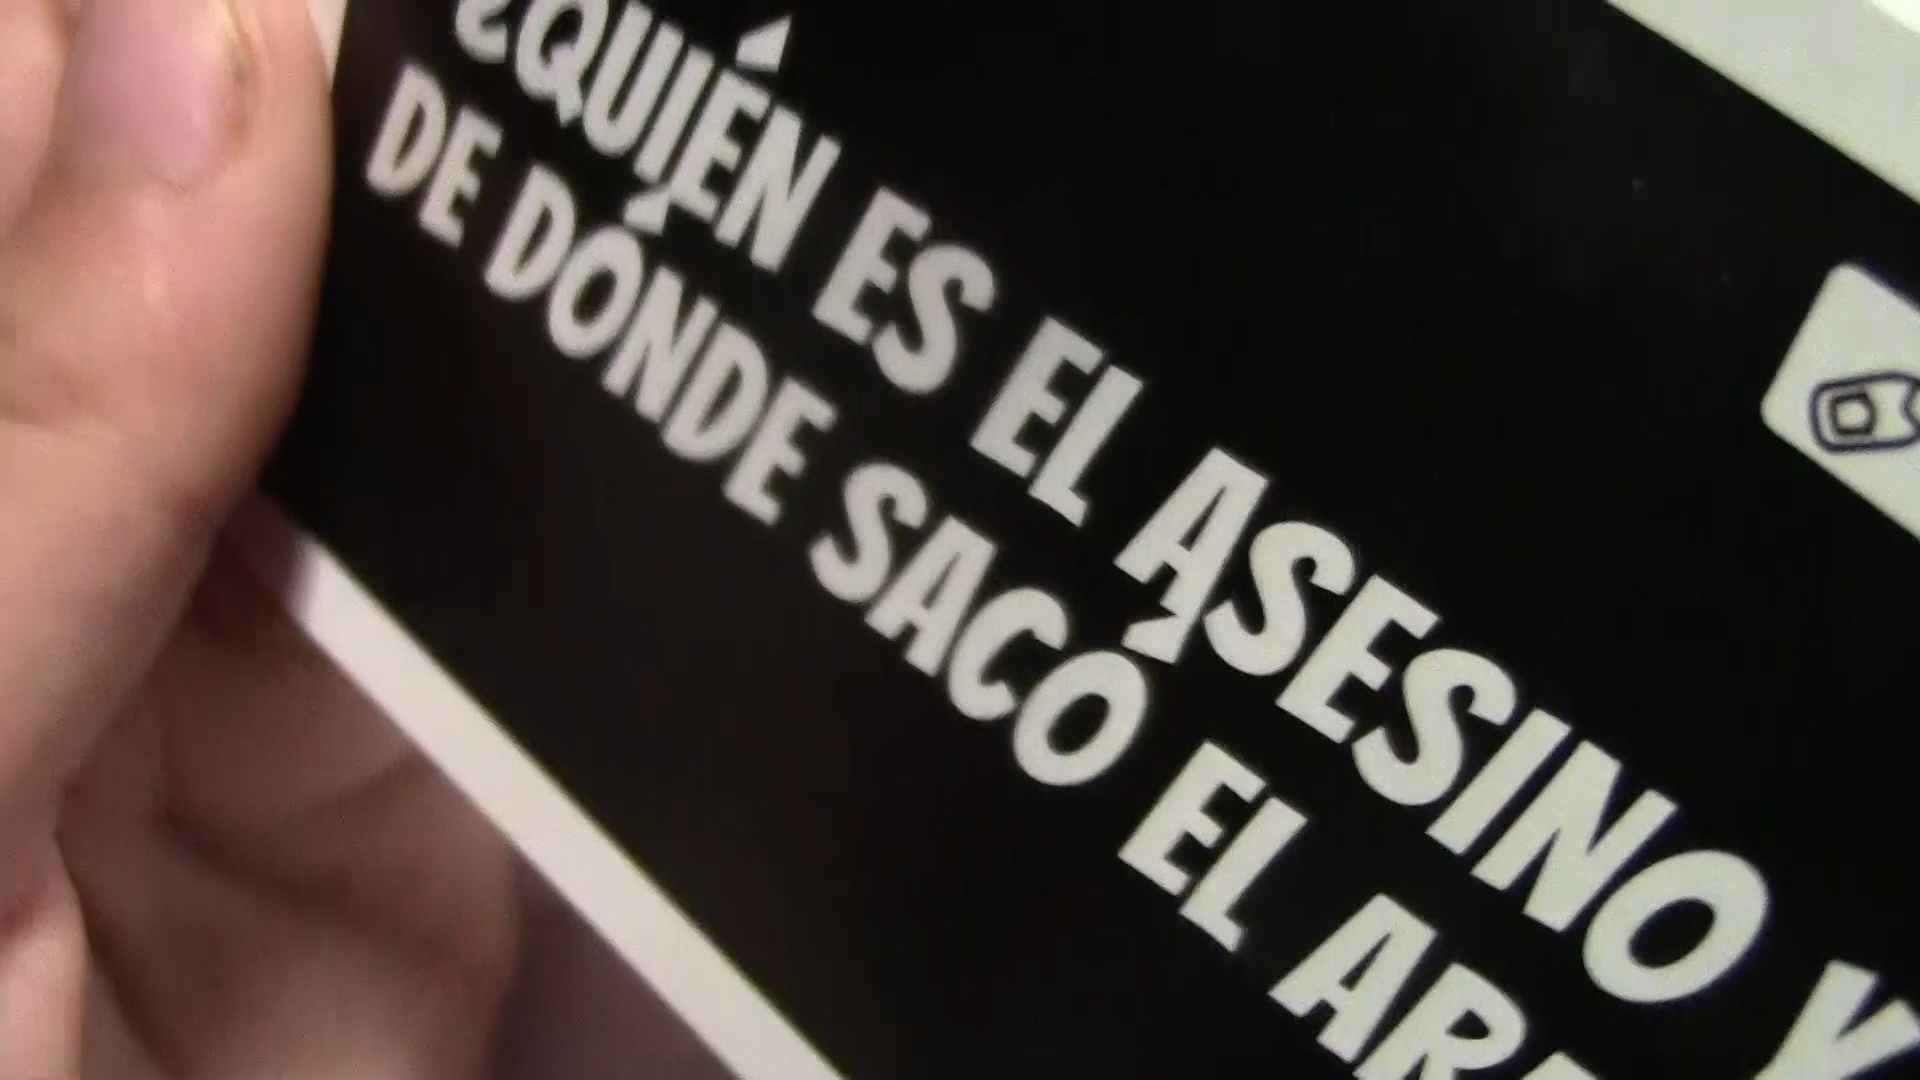 ¿QUIÉN ES EL ASESINO Y
DE DÓNDE SACÓ EL